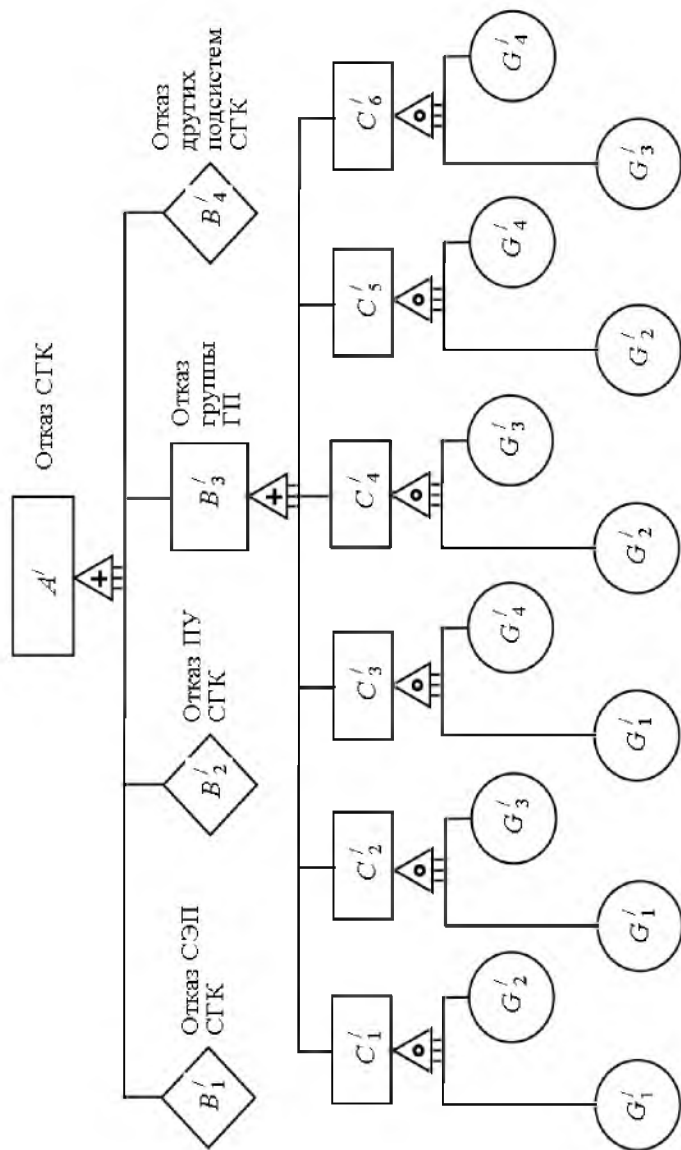 Отказ СГК
A′
+
Отказ СЭП
СГК
B′1
Отказ ПУ
СГК
B′2
Отказ
группы
ГП
B′3
+
Отказ
других
подсистем
СГК
B′4
C′1
C′2
C′3
C′4
C′5
C′6
G′1
G′2
G′1
G′3
G′1
G′4
G′2
G′3
G′2
G′4
G′3
G′4